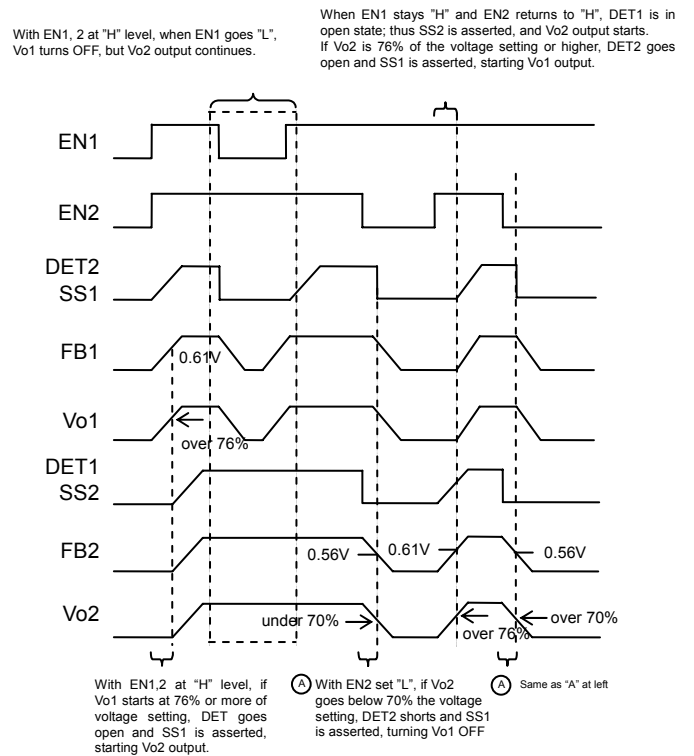 With EN1, 2 at "H" level, when EN1 goes "L",
Vo1 turns OFF, but Vo2 output continues.
When EN1 stays "H" and EN2 returns to "H", DET1 is in
open state; thus SS2 is asserted, and Vo2 output starts.
If Vo2 is 76% of the voltage setting or higher, DET2 goes
open and SS1 is asserted, starting Vo1 output.
EN1
EN2
DET2
SS1
FB1
0.61V
Vo1
over 76%
DET1
SS2
FB2
0.56V
0.61V
0.56V
Vo2
under 70%
over 76%
over 70%
With EN1,2 at "H" level, if
Vo1 starts at 76% or more of
voltage setting, DET goes
open and SS1 is asserted,
starting Vo2 output.
A With EN2 set "L", if Vo2
goes below 70% the voltage
setting, DET2 shorts and SS1
is asserted, turning Vo1 OFF
A Same as "A" at left